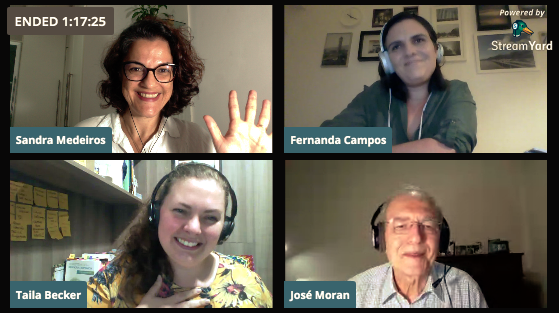 ENDED 1:17:25
Powered by
StreamYard
Sandra Medeiros
Fernanda Campos
Taila Becker
José Moran